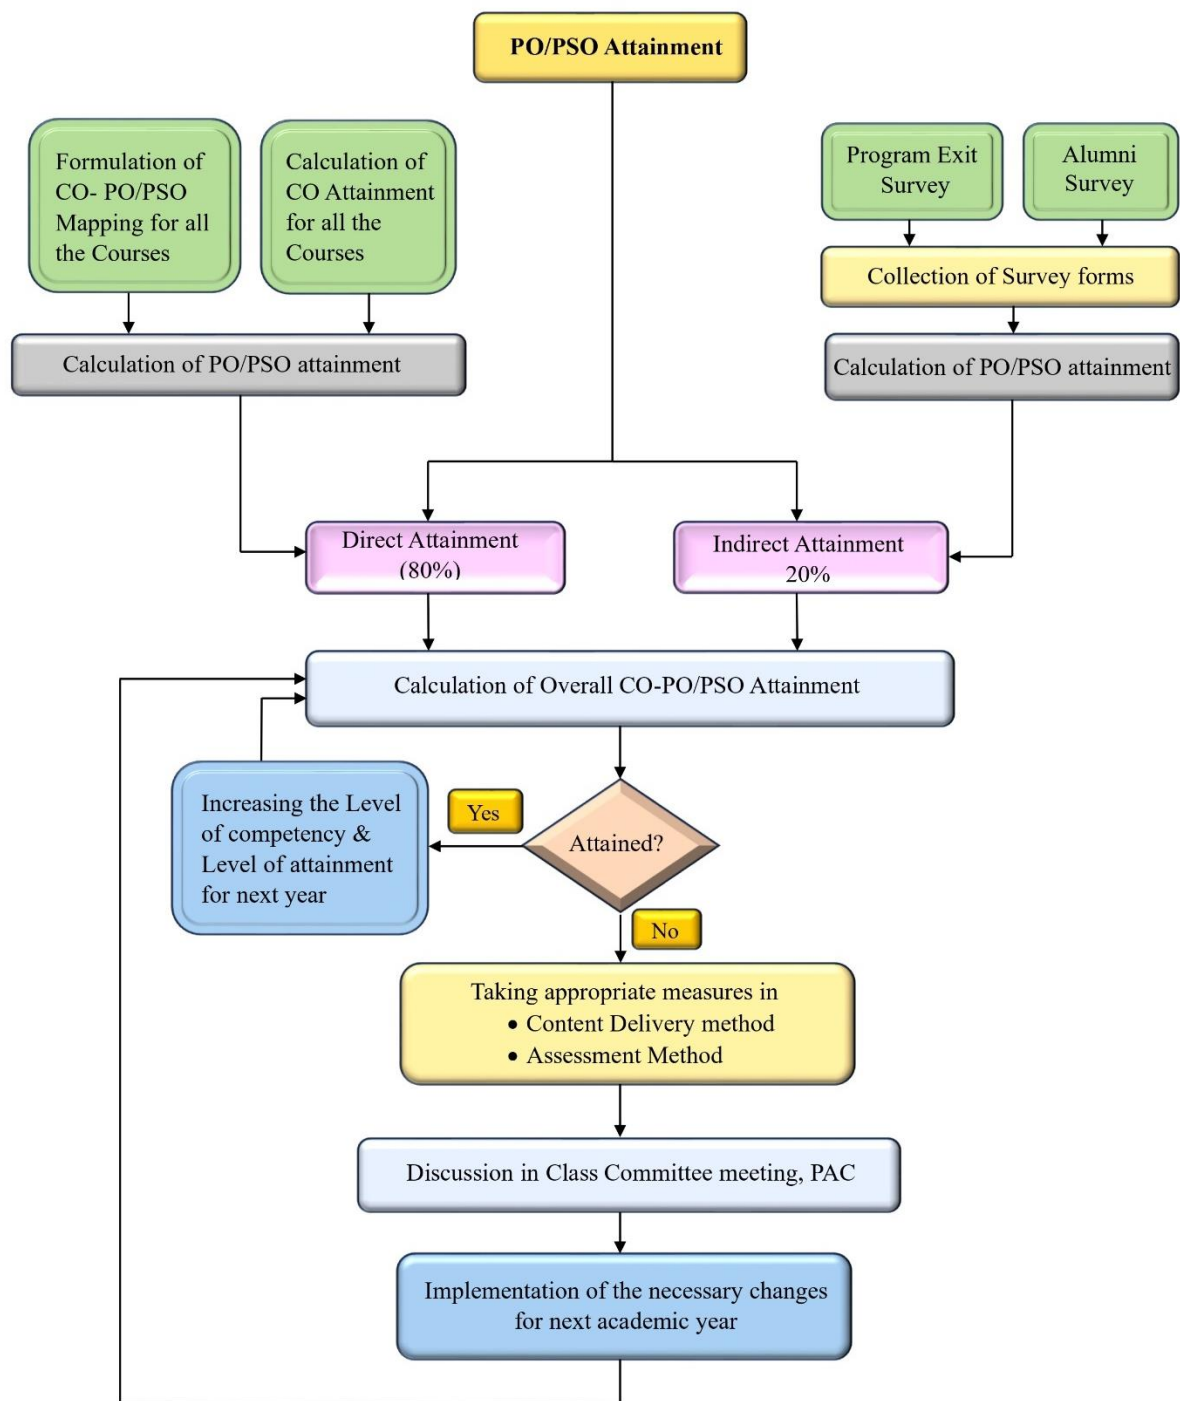 PO/PSO Attainment
Formulation of
CO- PO/PSO
Mapping for all
the Courses
Calculation of
CO Attainment
for all the
Courses
Program Exit
Survey
Alumni
Survey
Collection of Survey forms
Calculation of PO/PSO attainment
Calculation of PO/PSO attainment
Direct Attainment
(80%)
Indirect Attainment
20%
Calculation of Overall CO-PO/PSO Attainment
Increasing the Level
of competency &
Level of attainment
for next year
Yes
Attained?
No
Taking appropriate measures in
• Content Delivery method
• Assessment Method
Discussion in Class Committee meeting, PAC
Implementation of the necessary changes
for next academic year